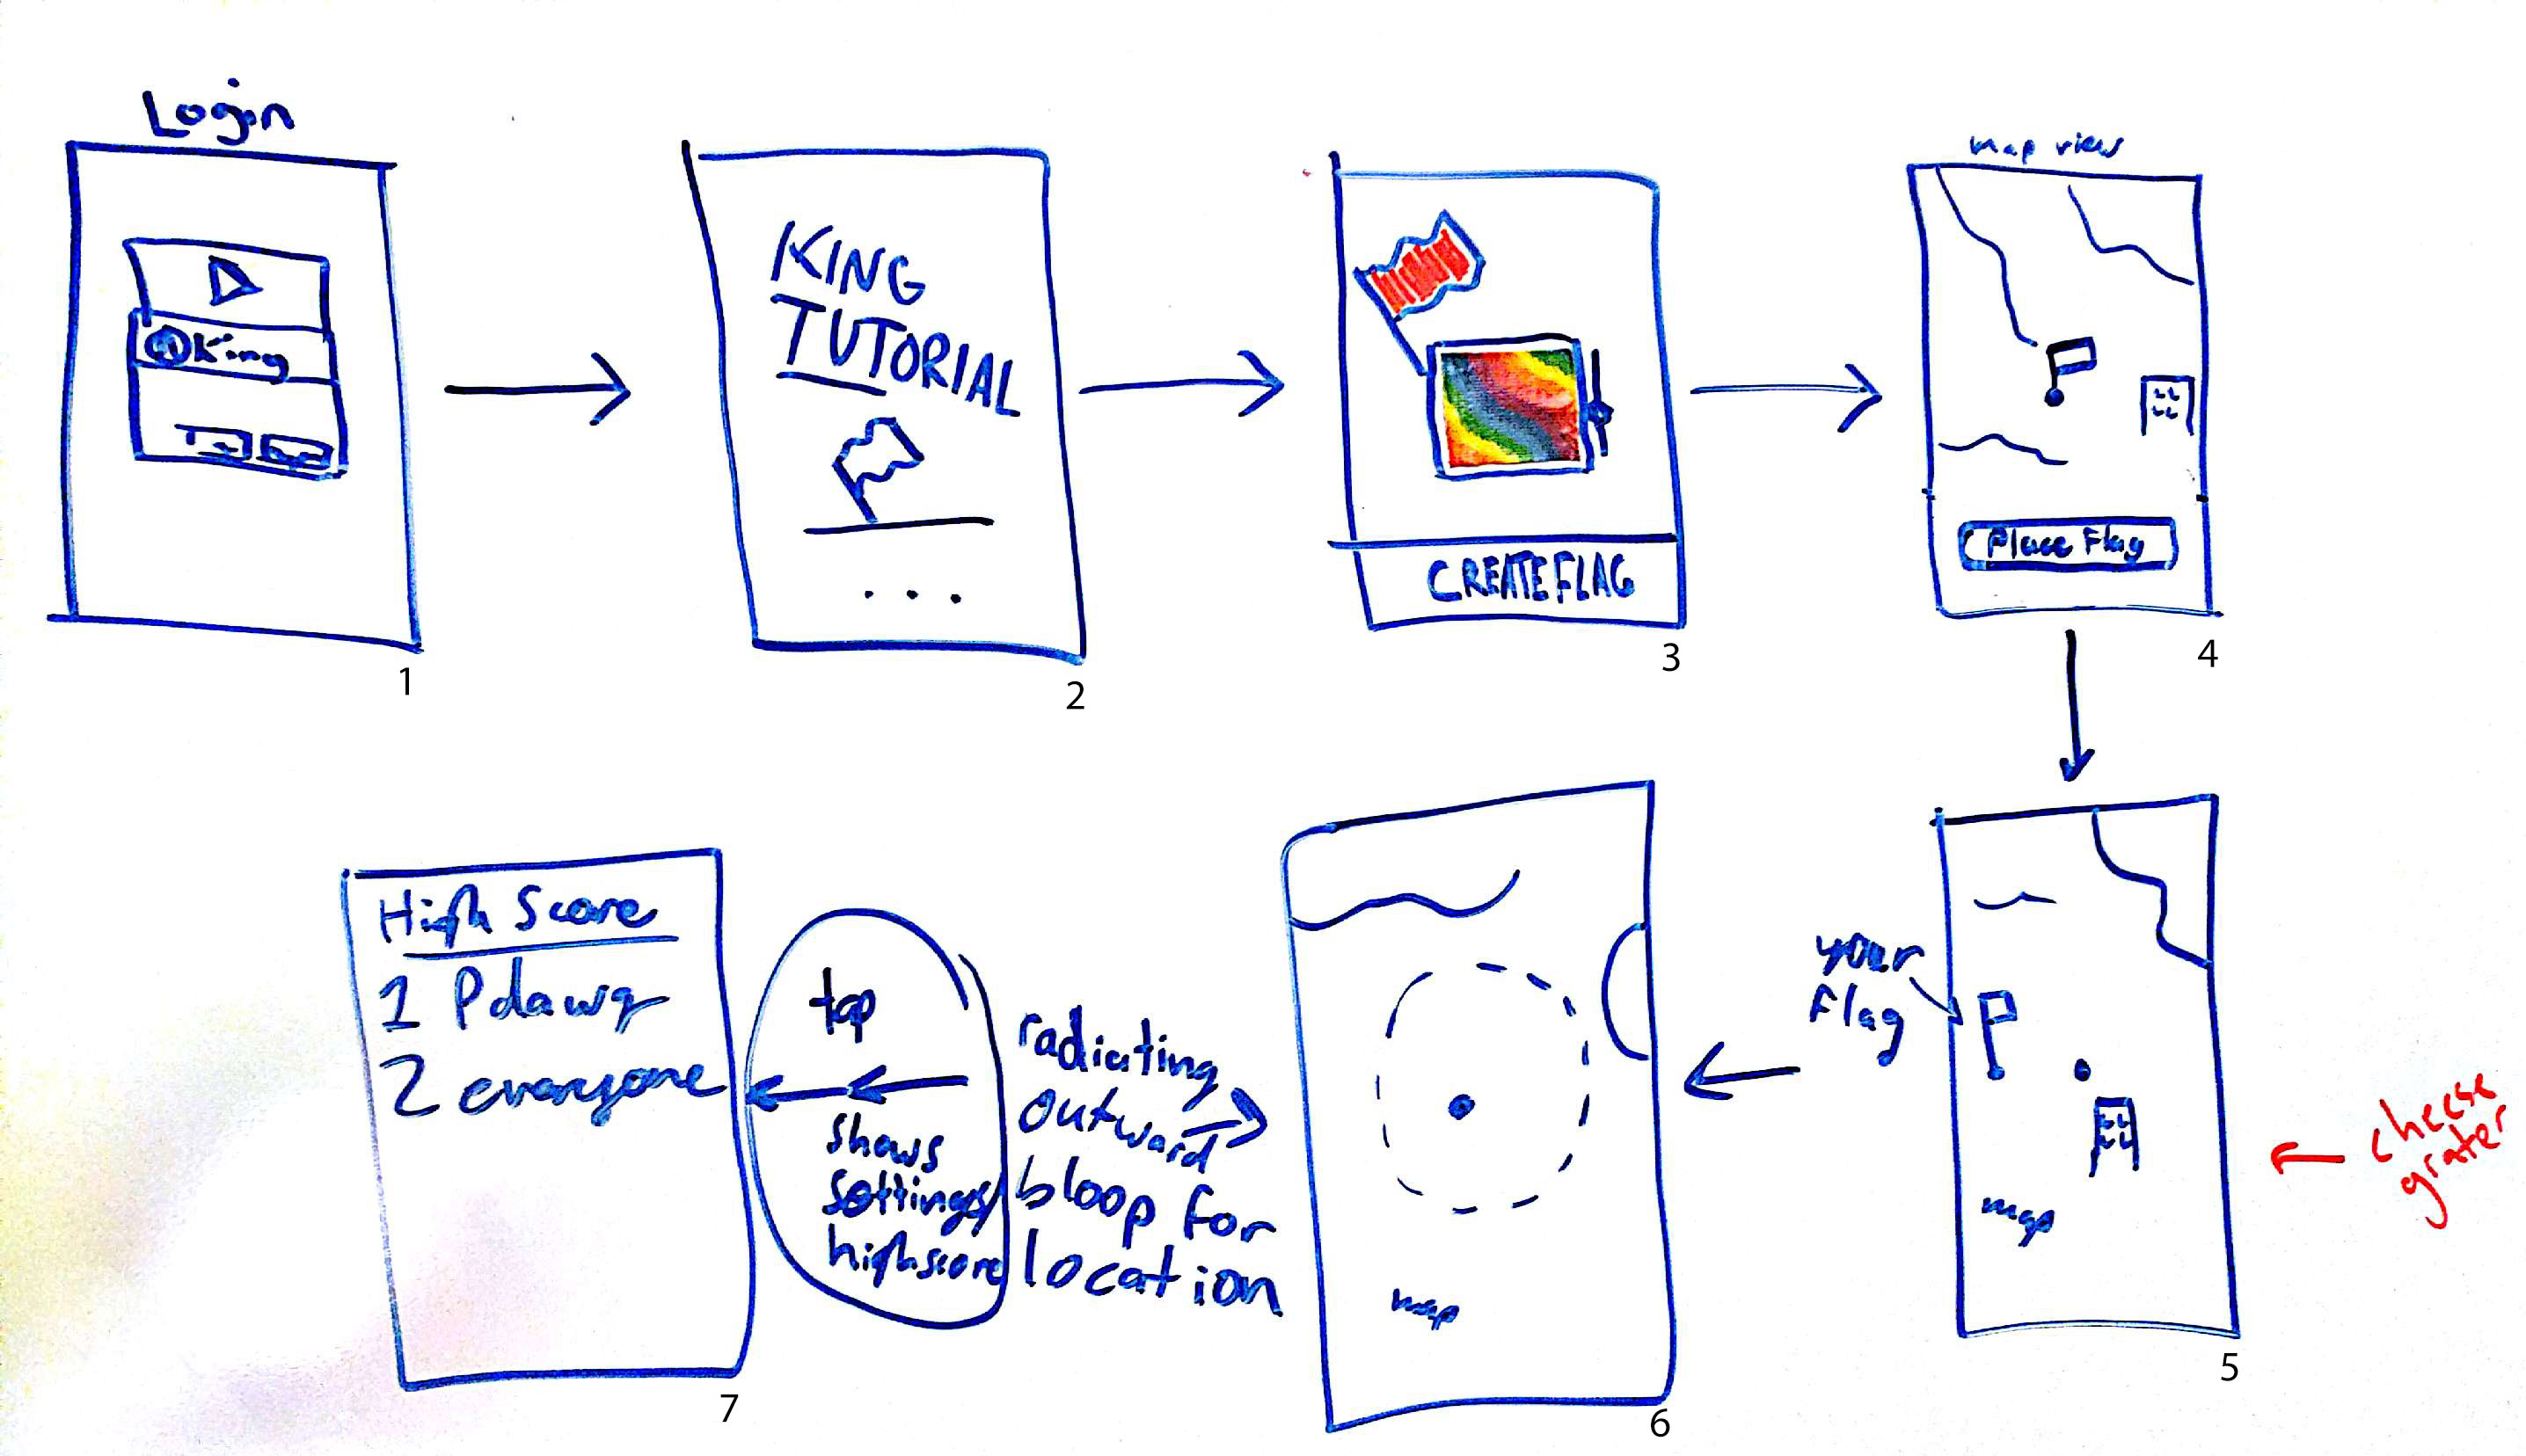 Login
@King
1
KING
TUTORIAL
...
2
CREATE FLAG
3
map view
Place Flag
4
your
flag
map
5
cheese
grater
map
6
radiating
outward
bloop for
location
tap
shows
settings/
highscore
High Score
1 Pdawg
2 everyone
7